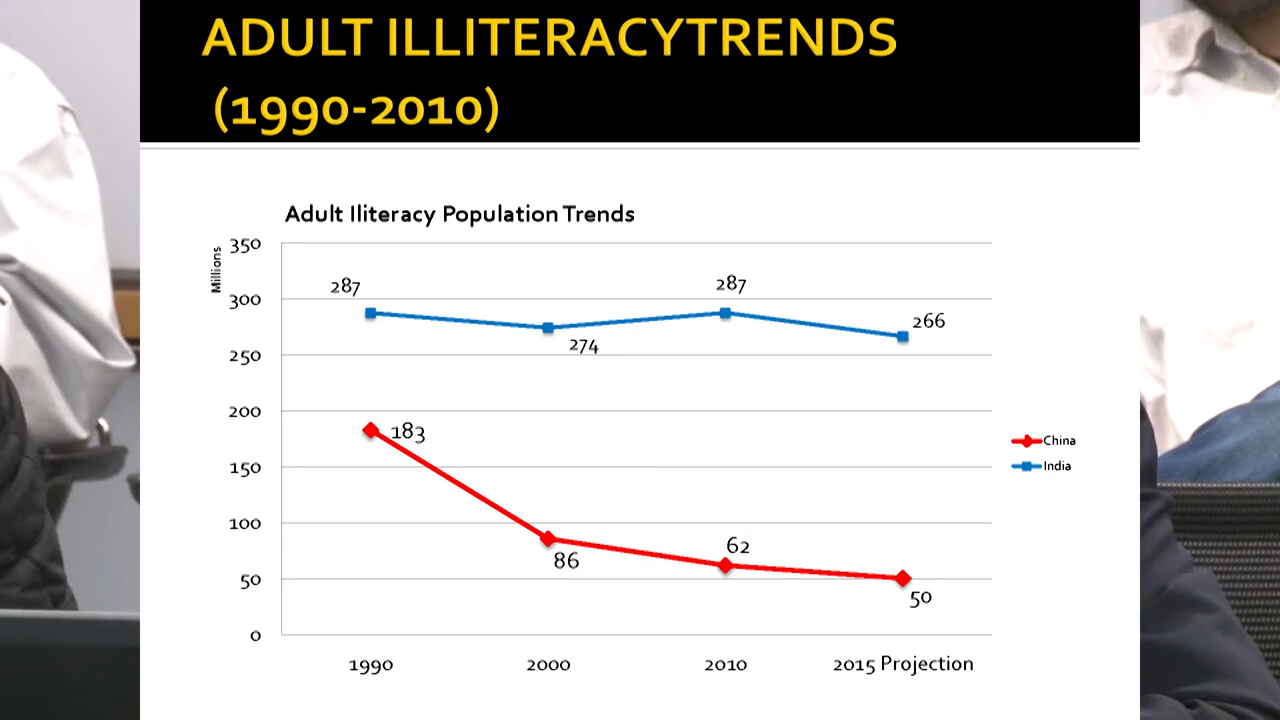 ADULT ILLITERACYTRENDS
(1990-2010)
Adult Iliteracy Population Trends
Millions
350
300
250
200
150
100
50
0
287
274
287
266
183
86
62
50
China
India
1990 2000 2010 2015 Projection